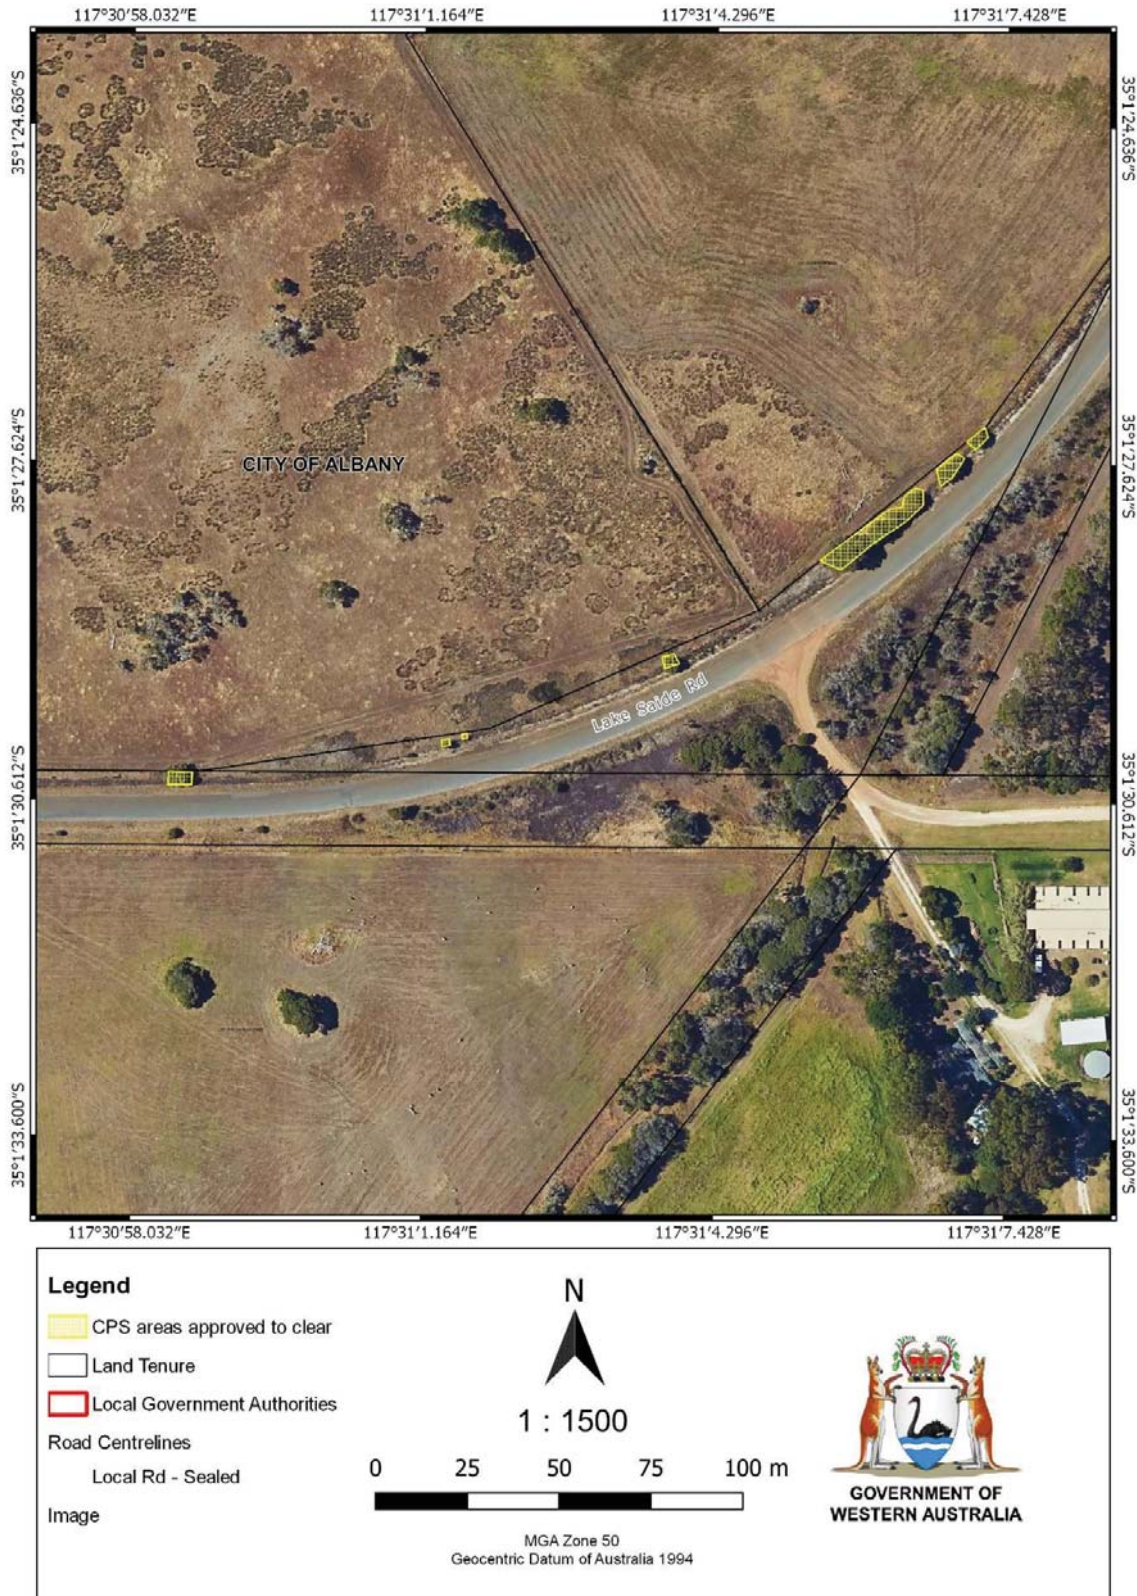 117°30'58.032"E 117°31'1.164"E 117°31'4.296"E 117°31'7.428"E
35°1'24.636"S 35°1'24.636"S
35°1'27.624"S 35°1'27.624"S
CITY OF ALBANY
Lake Saide Rd
35°1'30.612"S 35°1'30.612"S
35°1'33.600"S 35°1'33.600"S
117°30'58.032"E 117°31'1.164"E 117°31'4.296"E 117°31'7.428"E
Legend
CPS areas approved to clear
Land Tenure
Local Government Authorities
Road Centrelines
Local Rd - Sealed
Image
N
1 : 1500
0 25 50 75 100 m
MGA Zone 50
Geocentric Datum of Australia 1994
GOVERNMENT OF
WESTERN AUSTRALIA